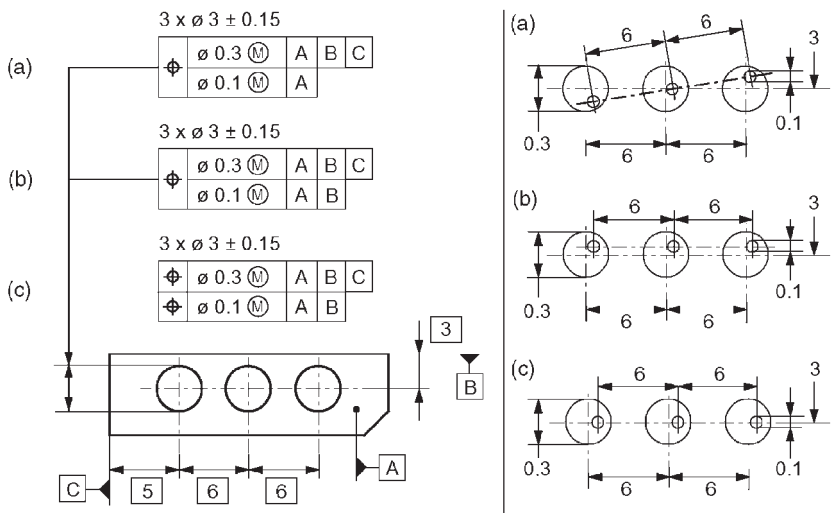 3 x ø 3 ± 0.15
(a)
⌖ ø 0.3 Ⓜ A B C
ø 0.1 Ⓜ A
3 x ø 3 ± 0.15
(b)
⌖ ø 0.3 Ⓜ A B C
ø 0.1 Ⓜ A B
3 x ø 3 ± 0.15
(c)
⌖ ø 0.3 Ⓜ A B C
⌖ ø 0.1 Ⓜ A B
3
B
A
C 5 6 6
(a)
6 6 3
0.3 0.1
6 6
(b)
6 6 3
0.3 0.1
6 6
(c)
6 6 3
0.3 0.1
6 6